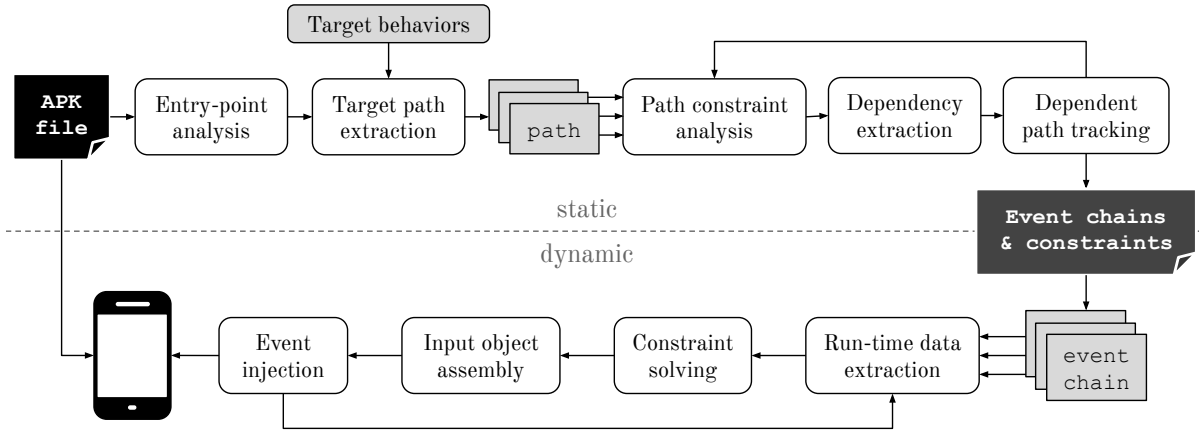 Target behaviors
APK
file
Entry-point
analysis
Target path
extraction
path
Path constraint
analysis
Dependency
extraction
Dependent
path tracking
static
Event chains
& constraints
dynamic
Event
injection
Input object
assembly
Constraint
solving
Run-time data
extraction
event
chain